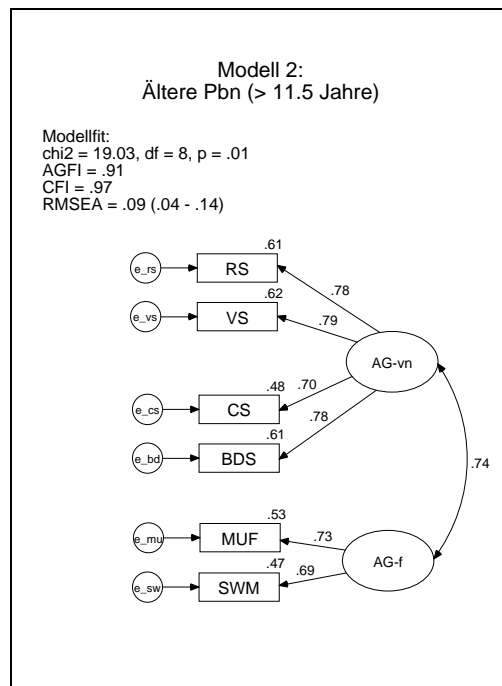 Modell 2:
Ältere Pbn (> 11.5 Jahre)
Modellfit:
chi2 = 19.03, df = 8, p = .01
AGFI = .91
CFI = .97
RMSEA = .09 (.04 - .14)
.61
e_rs
RS
.78
.62
e_vs
VS
.79
AG-vn
.48
.70
e_cs
CS
.61
.78
e_bd
BDS
.74
.53
e_mu
MUF
.73
AG-f
.47
.69
e_sw
SWM